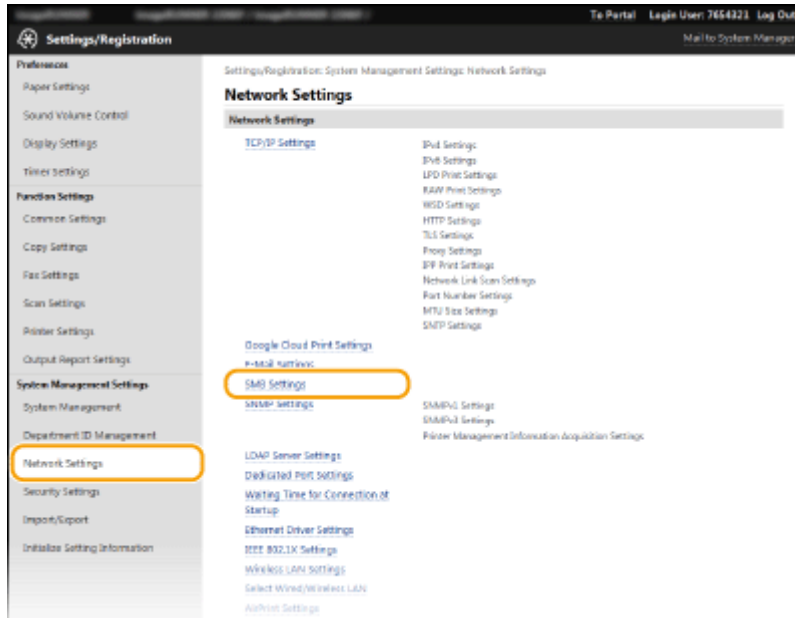 To Portal Login User: 7654321 Log Out
Settings/Registration
Mail to System Manager
Preferences
Paper Settings
Sound Volume Control
Display Settings
Timer Settings
Function Settings
Common Settings
Copy Settings
Fax Settings
Scan Settings
Printer Settings
Output Report Settings
System Management Settings
System Management
Department ID Management
Network Settings
Security Settings
Import/Export
Initialize Setting Information
Settings/Registration: System Management Settings: Network Settings
Network Settings
Network Settings
TCP/IP Settings
IPv4 Settings
IPv6 Settings
LPD Print Settings
RAW Print Settings
WSD Settings
HTTP Settings
TLS Settings
Proxy Settings
IPP Print Settings
Network Link Scan Settings
Port Number Settings
MTU Size Settings
SNTP Settings
Google Cloud Print Settings
E-Mail Settings
SMB Settings
SNMP Settings
SNMPv1 Settings
SNMPv3 Settings
Printer Management Information Acquisition Settings
LDAP Server Settings
Dedicated Port Settings
Waiting Time for Connection at
Startup
Ethernet Driver Settings
IEEE 802.1X Settings
Wireless LAN Settings
Select Wired/Wireless LAN
AirPrint Settings